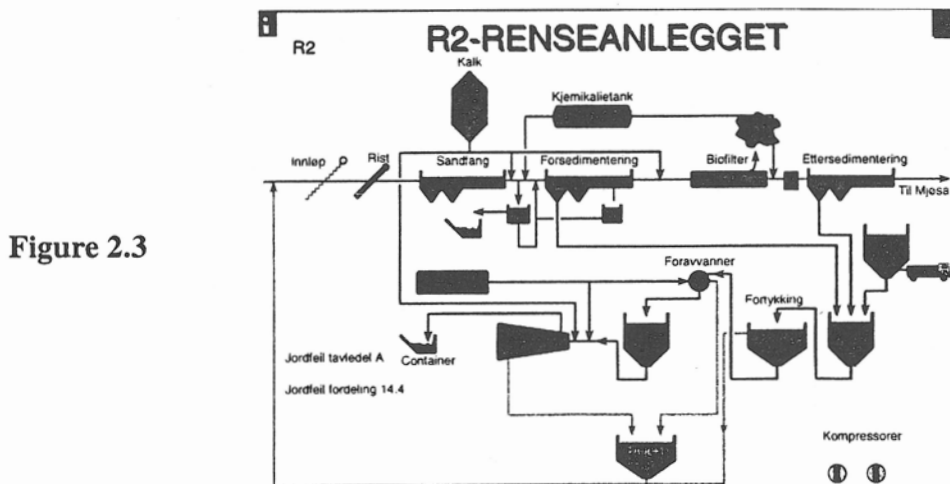 R2
R2-RENSEANLEGGET
Kalk
Kjemikalietank
Innløp
Rist
Sandfang
Forsedimentering
Biofilter
Ettersedimentering
Til Mjøsa
Figure 2.3
Foravvanner
Fortykking
Container
Jordfeil tavledel A
Jordfeil fordeling 14.4
Kompressorer